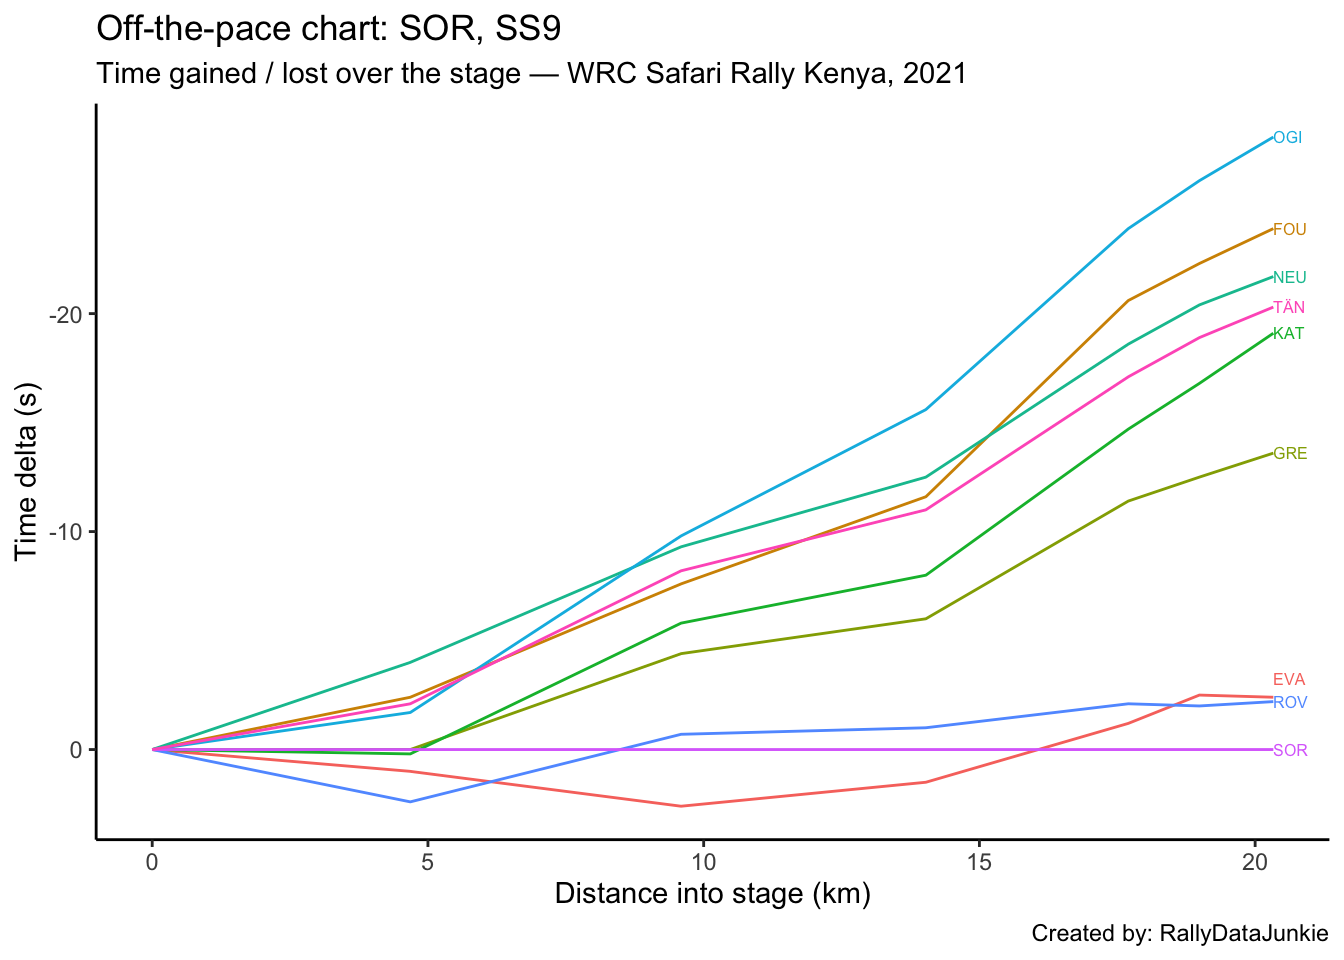 Off-the-pace chart: SOR, SS9
Time gained / lost over the stage — WRC Safari Rally Kenya, 2021
OGI
FOU
NEU
TÄN
KAT
GRE
EVA
ROV
SOR
-20
-10
0
Time delta (s)
0 5 10 15 20
Distance into stage (km)
Created by: RallyDataJunkie